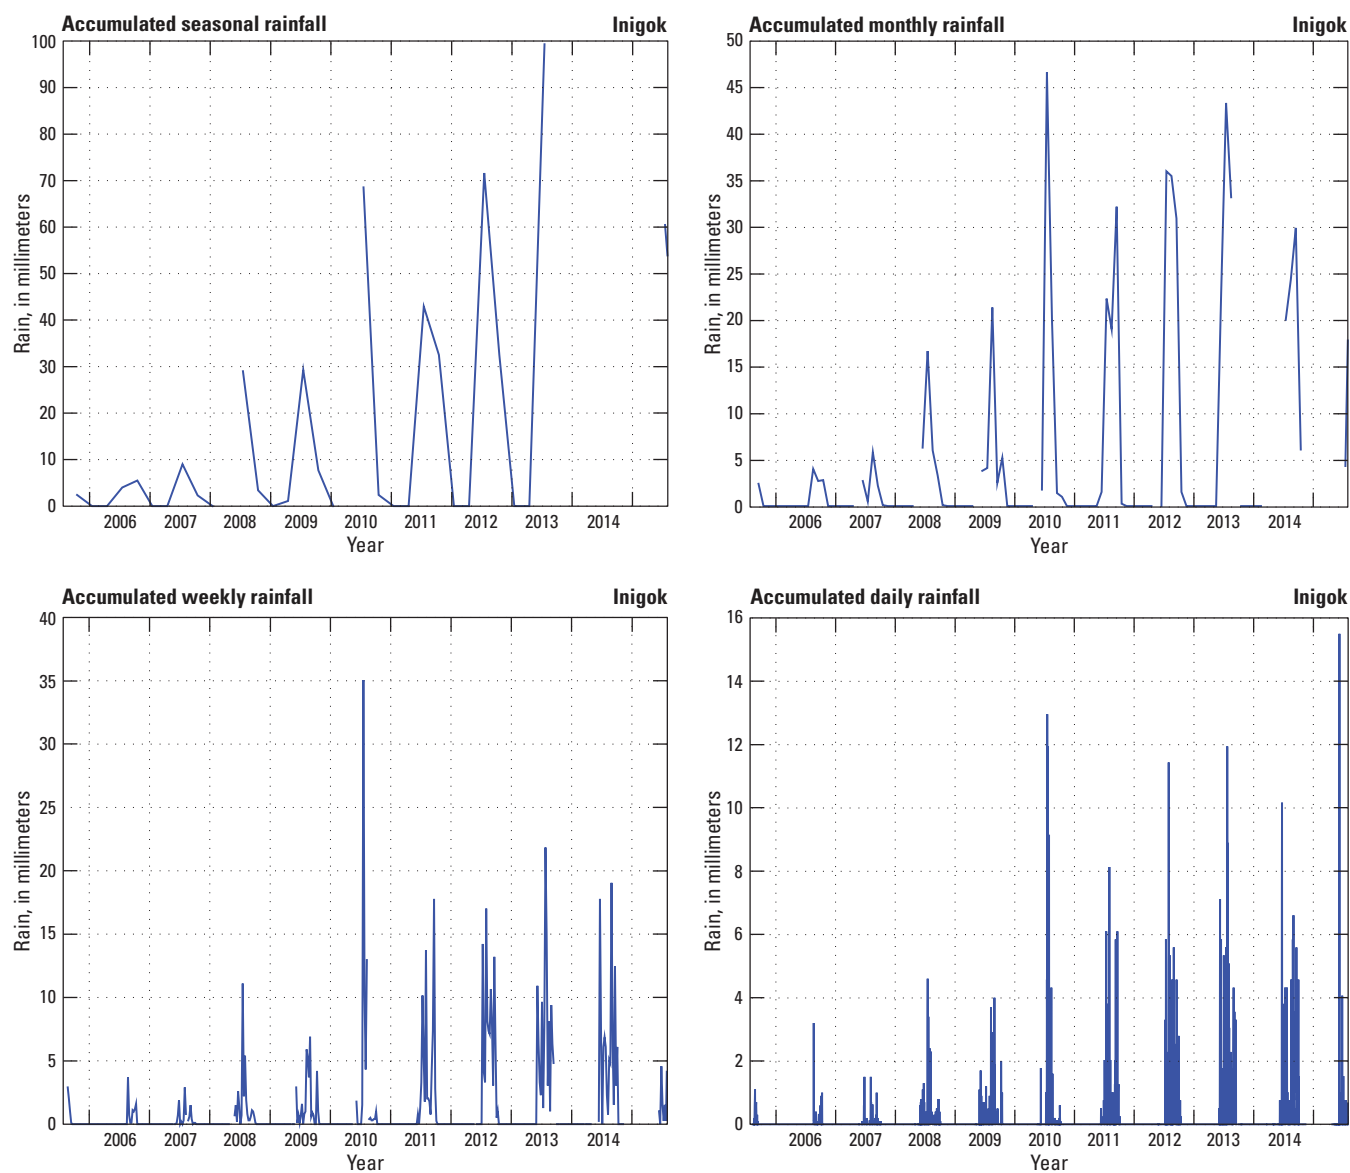 Accumulated seasonal rainfall Inigok
100
90
80
70
60
50
40
30
20
10
0
Rain, in millimeters
2006 2007 2008 2009 2010 2011 2012 2013 2014
Year
Accumulated monthly rainfall Inigok
50
45
40
35
30
25
20
15
10
5
0
Rain, in millimeters
2006 2007 2008 2009 2010 2011 2012 2013 2014
Year
Accumulated weekly rainfall Inigok
40
35
30
25
20
15
10
5
0
Rain, in millimeters
2006 2007 2008 2009 2010 2011 2012 2013 2014
Year
Accumulated daily rainfall Inigok
16
14
12
10
8
6
4
2
0
Rain, in millimeters
2006 2007 2008 2009 2010 2011 2012 2013 2014
Year